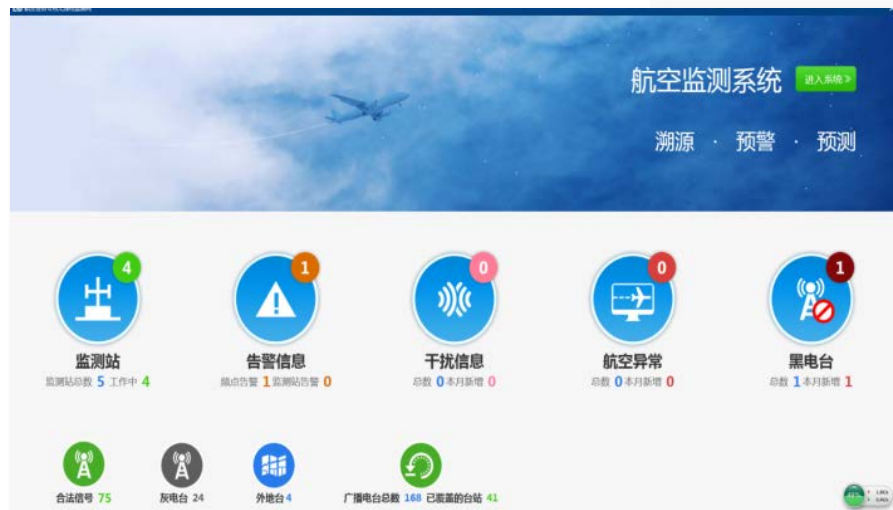 航空监测系统 进入系统
溯源 · 预警 · 预测
4 1 0 0 1
监测站 告警信息 干扰信息 航空异常 黑电台
监测站总数 5 工作中 4 频点告警 1 监测站告警 0 总数 0 本月新增 0 总数 0 本月新增 0 总数 1 本月新增 1
合法信号 75 灰电台 24 外地台 4 广播电台总数 168 已覆盖的台站 41